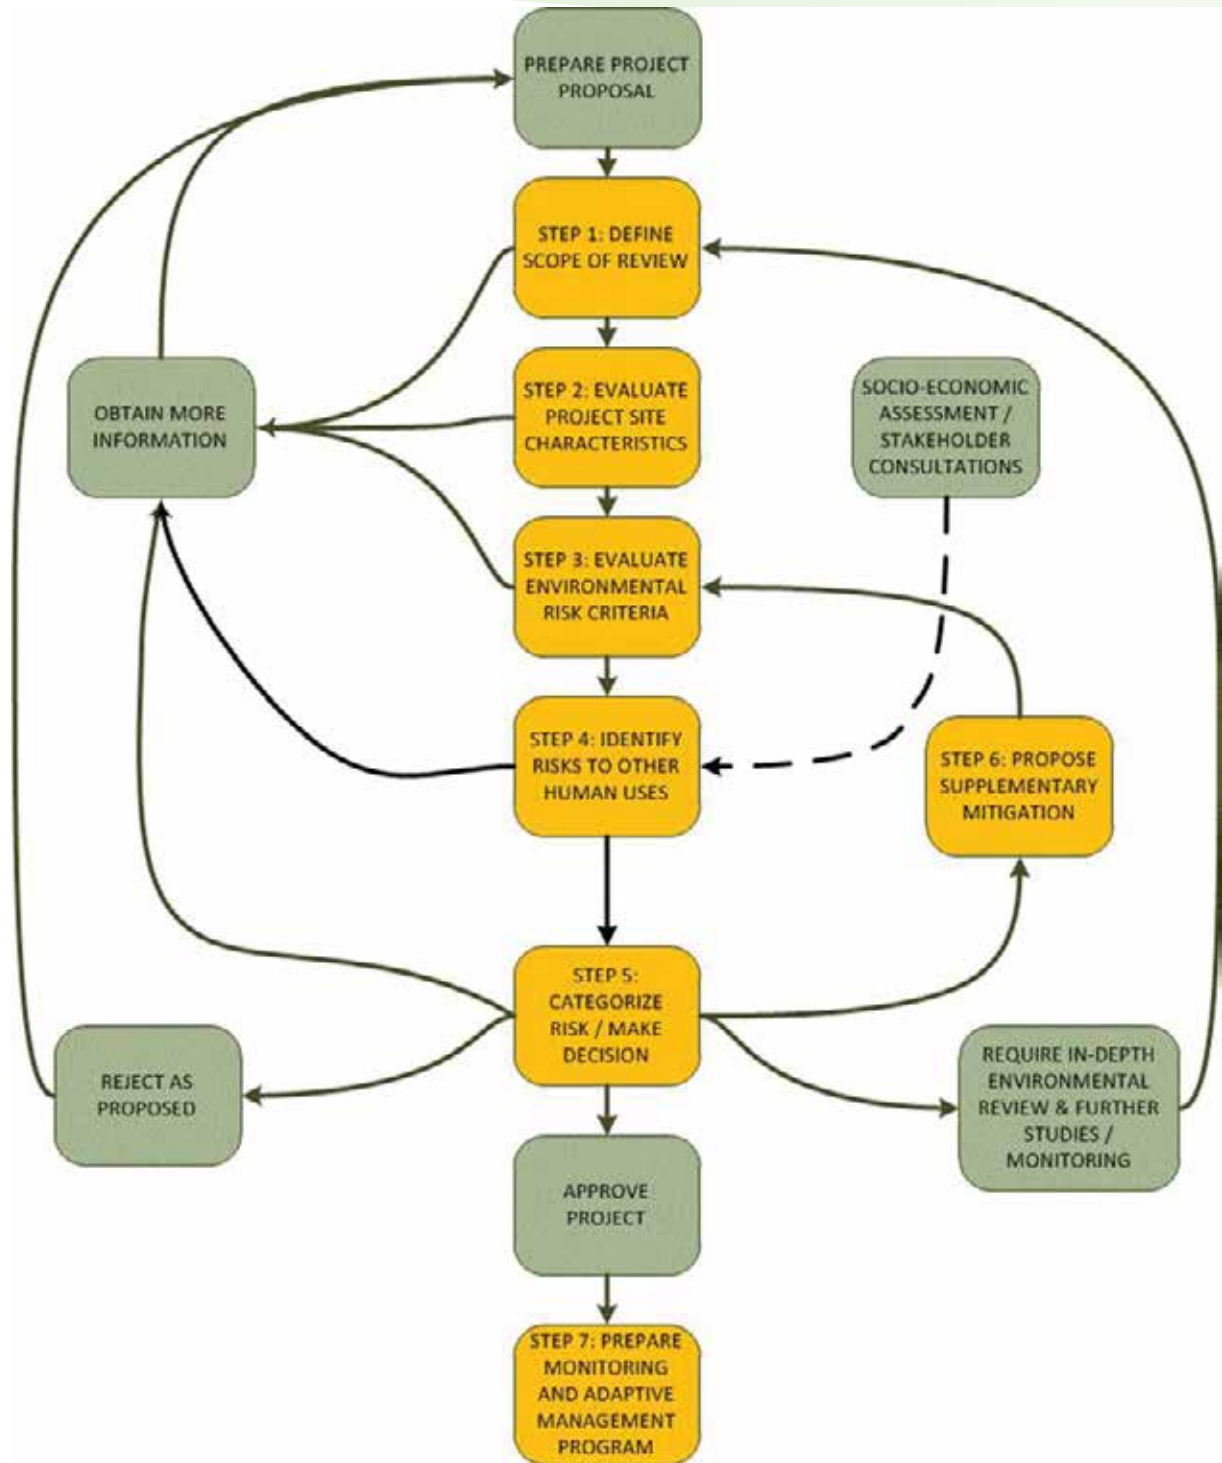 PREPARE PROJECT
PROPOSAL
STEP 1: DEFINE
SCOPE OF REVIEW
STEP 2: EVALUATE
PROJECT SITE
CHARACTERISTICS
OBTAIN MORE
INFORMATION
SOCIO-ECONOMIC
ASSESSMENT /
STAKEHOLDER
CONSULTATIONS
STEP 3: EVALUATE
ENVIRONMENTAL
RISK CRITERIA
STEP 4: IDENTIFY
RISKS TO OTHER
HUMAN USES
STEP 6: PROPOSE
SUPPLEMENTARY
MITIGATION
STEP 5:
CATEGORIZE
RISK / MAKE
DECISION
REJECT AS
PROPOSED
REQUIRE IN-DEPTH
ENVIRONMENTAL
REVIEW & FURTHER
STUDIES /
MONITORING
APPROVE
PROJECT
STEP 7: PREPARE
MONITORING
AND ADAPTIVE
MANAGEMENT
PROGRAM